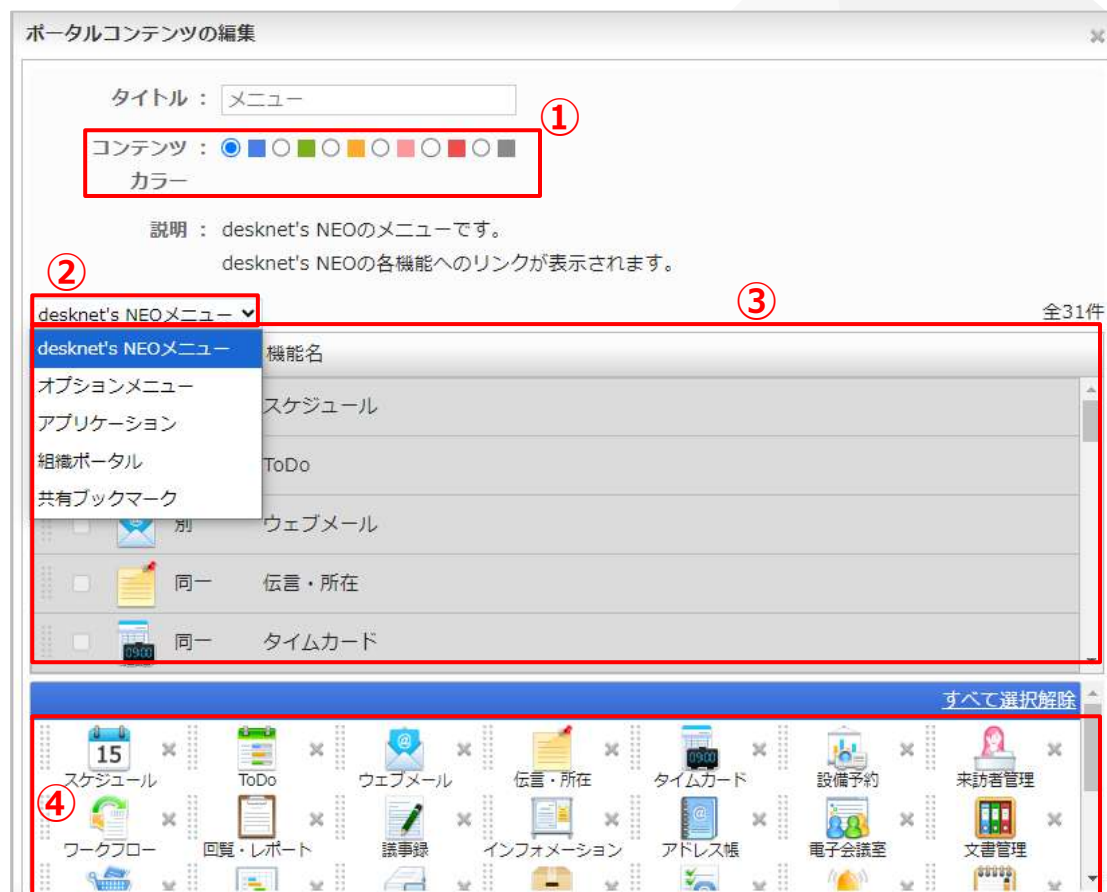 ポータルコンテンツの編集
タイトル : メニュー
①
コンテンツ :
カラー
説明 : desknet's NEOのメニューです。
desknet's NEOの各機能へのリンクが表示されます。
②
③
desknet's NEOメニュー
全31件
desknet's NEOメニュー
機能名
オプションメニュー
スケジュール
アプリケーション
組織ポータル
ToDo
共有ブックマーク
別 ウェブメール
同一 伝言・所在
09:00
同一 タイムカード
すべて選択解除
15
09:00
スケジュール ToDo ウェブメール 伝言・所在 タイムカード 設備予約 来訪者管理
④
ワークフロー 回覧・レポート 議事録 インフォメーション アドレス帳 電子会議室 文書管理